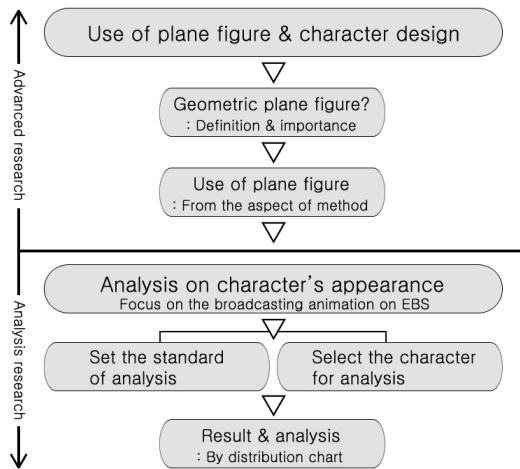 Use of plane figure & character design
Geometric plane figure?
: Definition & importance
Use of plane figure
: From the aspect of method
Advanced research
Analysis on character's appearance
Focus on the broadcasting animation on EBS
Set the standard
of analysis
Select the character
for analysis
Result & analysis
: By distribution chart
Analysis research